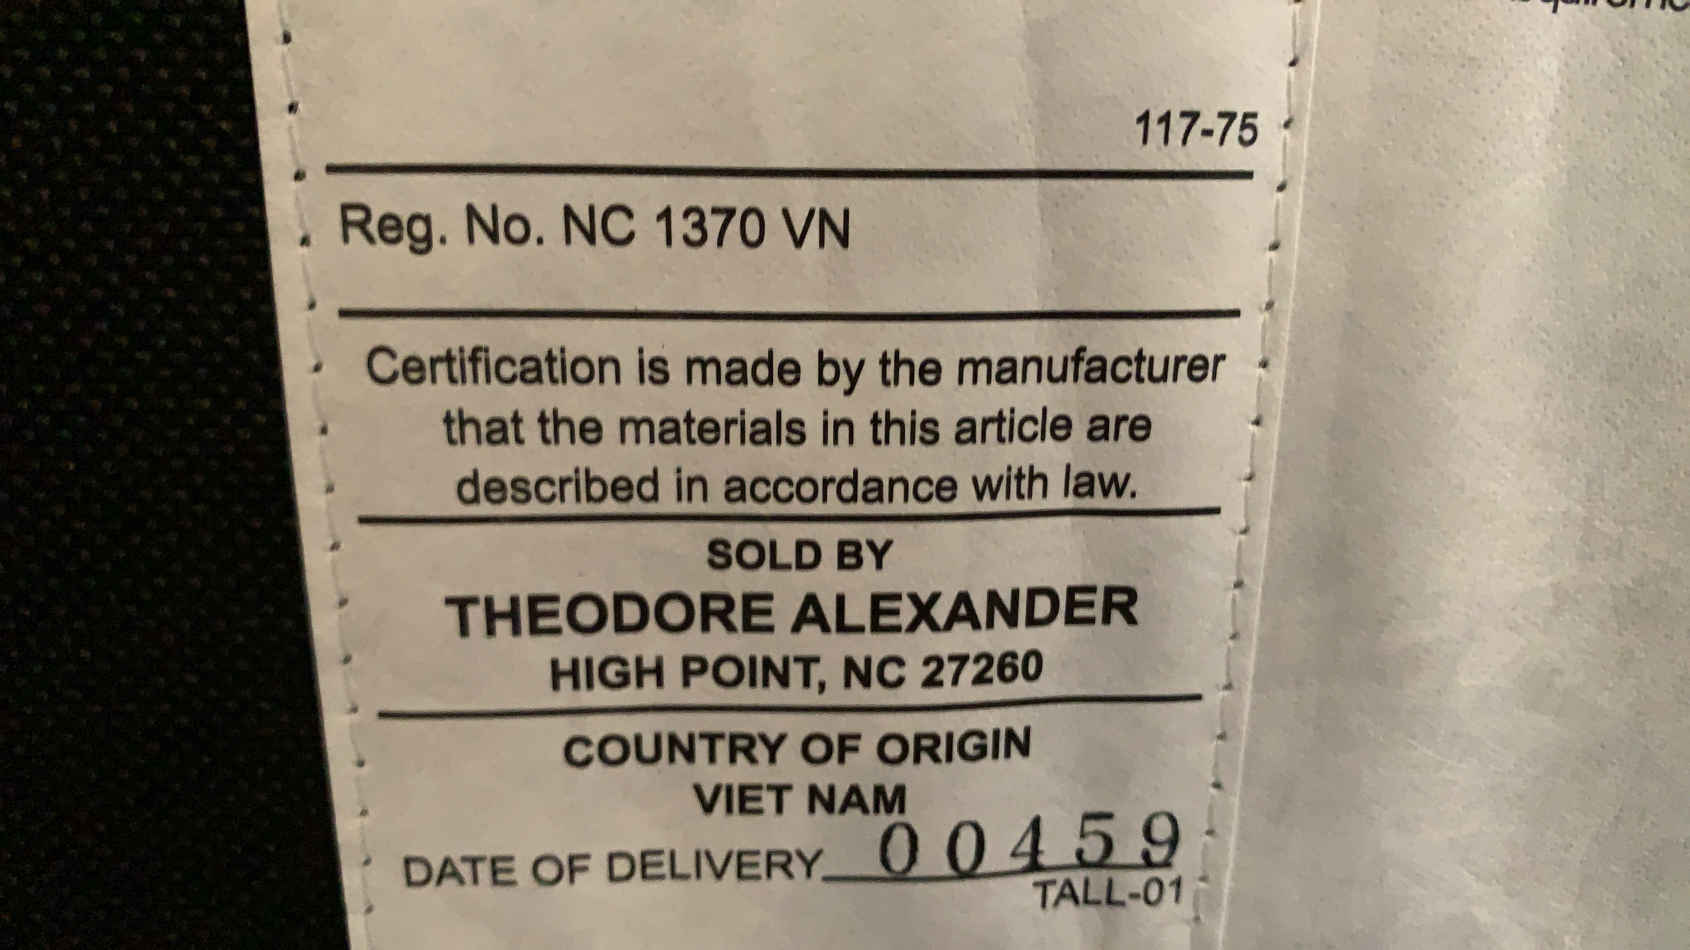 117-75
Reg. No. NC 1370 VN
Certification is made by the manufacturer
that the materials in this article are
described in accordance with law.
SOLD BY
THEODORE ALEXANDER
HIGH POINT, NC 27260
COUNTRY OF ORIGIN
VIET NAM
DATE OF DELIVERY 00459
TALL-01